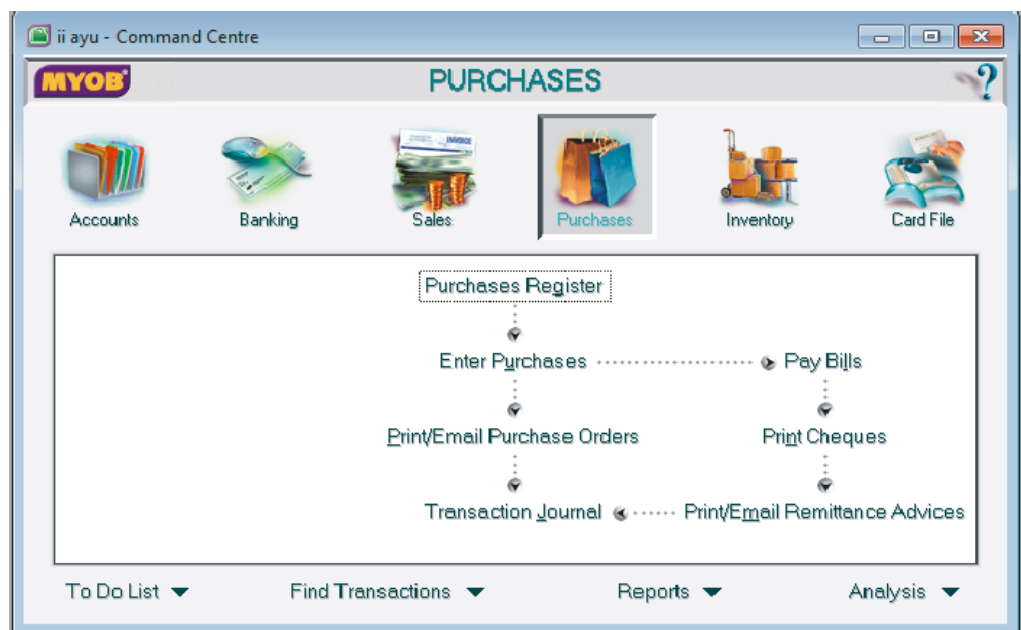 ii ayu - Command Centre
MYOB PURCHASES ?
INVOICE
Accounts Banking Sales Purchases Inventory Card File
Purchases Register
Enter Purchases Pay Bills
Print/Email Purchase Orders Print Cheques
Transaction Journal Print/Email Remittance Advices
To Do List Find Transactions Reports Analysis